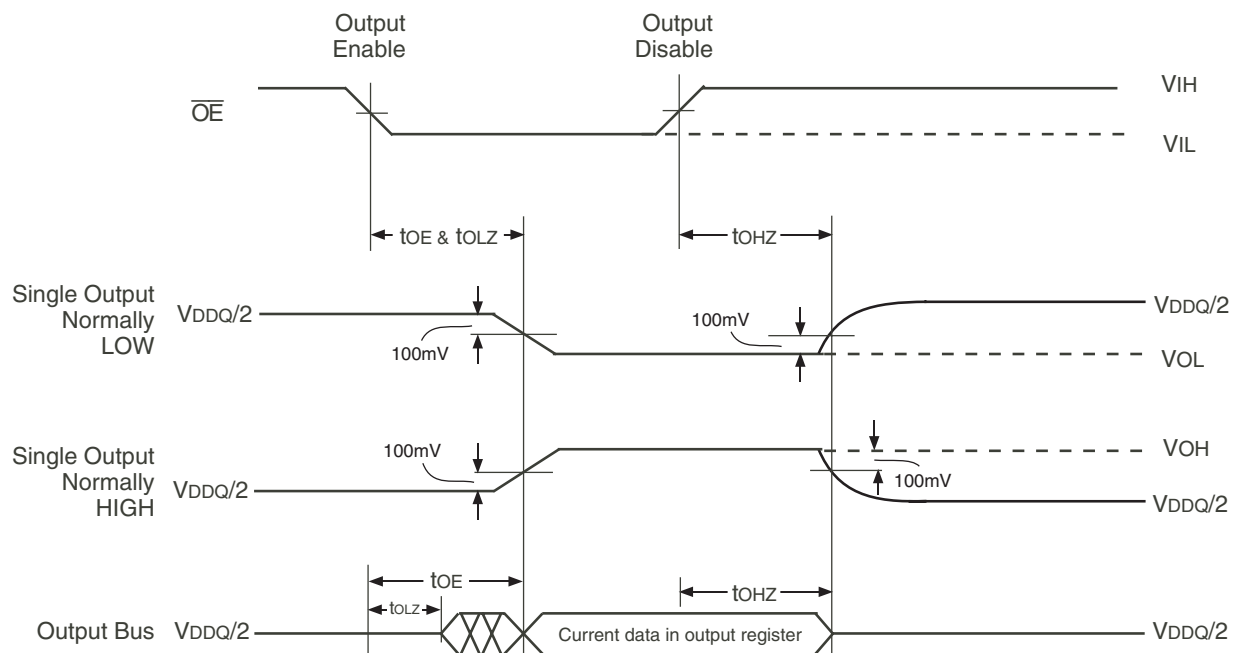 Output
Enable
Output
Disable
OE
VIH
VIL
tOE & tOLZ
tOHZ
Single Output
Normally
LOW
VDDQ/2
100mV
100mV
VDDQ/2
VOL
Single Output
Normally
HIGH
VDDQ/2
100mV
VOH
100mV
VDDQ/2
tOE
tOLZ
tOHZ
Output Bus
VDDQ/2
Current data in output register
VDDQ/2